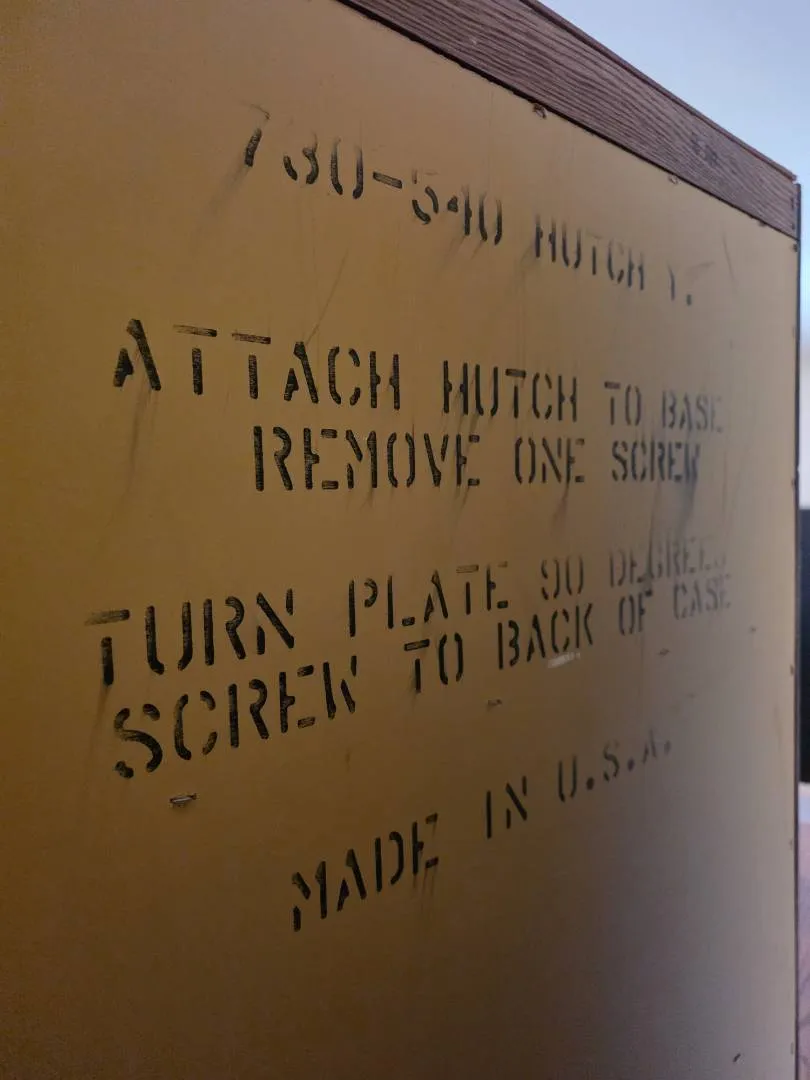 730-540 HUTCH Y.
ATTACH HUTCH TO BASE
REMOVE ONE SCREW
TURN PLATE 90 DEGREES
SCREW TO BACK OF CASE
MADE IN U.S.A.